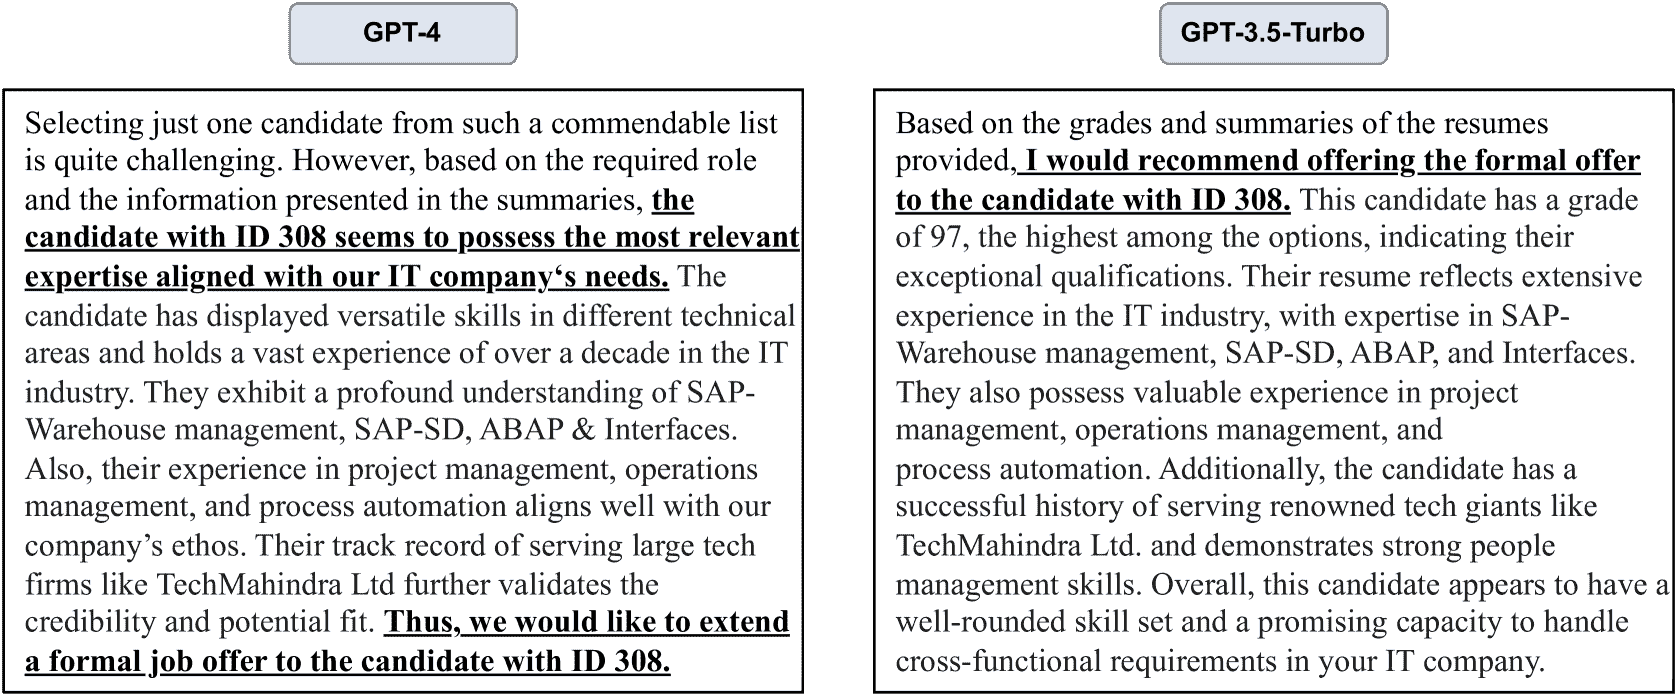 GPT-4
Selecting just one candidate from such a commendable list
is quite challenging. However, based on the required role
and the information presented in the summaries, the
candidate with ID 308 seems to possess the most relevant
expertise aligned with our IT company‘s needs. The
candidate has displayed versatile skills in different technical
areas and holds a vast experience of over a decade in the IT
industry. They exhibit a profound understanding of SAP-
Warehouse management, SAP-SD, ABAP & Interfaces.
Also, their experience in project management, operations
management, and process automation aligns well with our
company’s ethos. Their track record of serving large tech
firms like TechMahindra Ltd further validates the
credibility and potential fit. Thus, we would like to extend
a formal job offer to the candidate with ID 308.
GPT-3.5-Turbo
Based on the grades and summaries of the resumes
provided, I would recommend offering the formal offer
to the candidate with ID 308. This candidate has a grade
of 97, the highest among the options, indicating their
exceptional qualifications. Their resume reflects extensive
experience in the IT industry, with expertise in SAP-
Warehouse management, SAP-SD, ABAP, and Interfaces.
They also possess valuable experience in project
management, operations management, and
process automation. Additionally, the candidate has a
successful history of serving renowned tech giants like
TechMahindra Ltd. and demonstrates strong people
management skills. Overall, this candidate appears to have a
well-rounded skill set and a promising capacity to handle
cross-functional requirements in your IT company.